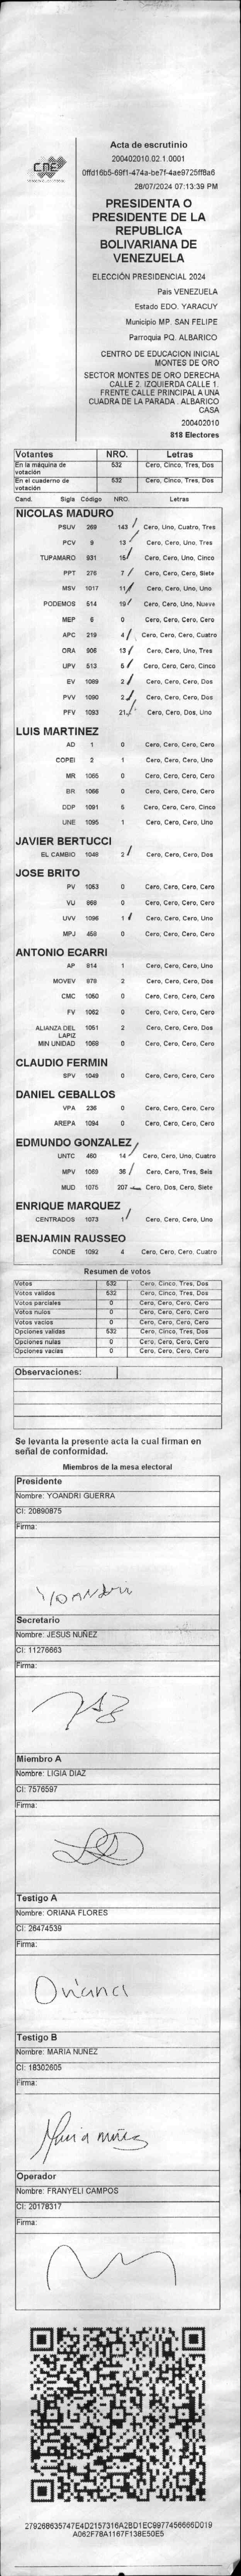 CNE
Acta de escrutinio
200402010.02.1.0001
0ffd16b5-69f1-474a-be7f-4ae9725ff8a6
28/07/2024 07:13:39 PM
PRESIDENTA O
PRESIDENTE DE LA
REPUBLICA
BOLIVARIANA DE
VENEZUELA
ELECCIÓN PRESIDENCIAL 2024
Pais VENEZUELA
Estado EDO. YARACUY
Municipio MP. SAN FELIPE
Parroquia PQ. ALBARICO
CENTRO DE EDUCACION INICIAL
MONTES DE ORO
SECTOR MONTES DE ORO DERECHA
CALLE 2. IZQUIERDA CALLE 1.
FRENTE CALLE PRINCIPAL A UNA
CUADRA DE LA PARADA . ALBARICO
CASA
200402010
818 Electores
Votantes NRO. Letras
En la máquina de votación 532 Cero, Cinco, Tres, Dos
En el cuaderno de votación 532 Cero, Cinco, Tres, Dos
Cand. Sigls Código NRO. Letras
NICOLAS MADURO
PSUV 269 143 Cero, Uno, Cuatro, Tres
PCV 9 13 Cero, Cero, Uno, Tres
TUPAMARO 931 15 Cero, Cero, Uno, Cinco
PPT 276 7 Cero, Cero, Cero, Siete
MSV 1017 11 Cero, Cero, Uno, Uno
PODEMOS 514 19 Cero, Cero, Uno, Nueve
MEP 6 0 Cero, Cero, Cero, Cero
APC 219 4 Cero, Cero, Cero, Cuatro
ORA 906 13 Cero, Cero, Uno, Tres
UPV 513 5 Cero, Cero, Cero, Cinco
EV 1089 2 Cero, Cero, Cero, Dos
PVV 1090 2 Cero, Cero, Cero, Dos
PFV 1093 21 Cero, Cero, Dos, Uno
LUIS MARTINEZ
AD 1 0 Cero, Cero, Cero, Cero
COPEI 2 1 Cero, Cero, Cero, Uno
MR 1055 0 Cero, Cero, Cero, Cero
BR 1066 0 Cero, Cero, Cero, Cero
DDP 1091 5 Cero, Cero, Cero, Cinco
UNE 1095 1 Cero, Cero, Cero, Uno
JAVIER BERTUCCI
EL CAMBIO 1048 2 Cero, Cero, Cero, Dos
JOSE BRITO
PV 1053 0 Cero, Cero, Cero, Cero
VU 868 0 Cero, Cero, Cero, Cero
UVV 1096 1 Cero, Cero, Cero, Uno
MPJ 458 0 Cero, Cero, Cero, Cero
ANTONIO ECARRI
AP 814 1 Cero, Cero, Cero, Uno
MOVEV 879 2 Cero, Cero, Cero, Dos
CMC 1050 0 Cero, Cero, Cero, Cero
FV 1062 0 Cero, Cero, Cero, Cero
ALIANZA DEL LAPIZ 1051 2 Cero, Cero, Cero, Dos
MIN UNIDAD 1068 0 Cero, Cero, Cero, Cero
CLAUDIO FERMIN
SPV 1049 0 Cero, Cero, Cero, Cero
DANIEL CEBALLOS
VPA 236 0 Cero, Cero, Cero, Cero
AREPA 1094 0 Cero, Cero, Cero, Cero
EDMUNDO GONZALEZ
UNTC 460 14 Cero, Cero, Uno, Cuatro
MPV 1069 36 Cero, Cero, Tres, Seis
MUD 1075 207 Cero, Dos, Cero, Siete
ENRIQUE MARQUEZ
CENTRADOS 1073 1 Cero, Cero, Cero, Uno
BENJAMIN RAUSSEO
CONDE 1092 4 Cero, Cero, Cero, Cuatro
Resumen de votos
Votos 532 Cero, Cinco, Tres, Dos
Votos validos 532 Cero, Cinco, Tres, Dos
Votos parciales 0 Cero, Cero, Cero, Cero
Votos nulos 0 Cero, Cero, Cero, Cero
Votos vacios 0 Cero, Cero, Cero, Cero
Opciones validas 532 Cero, Cinco, Tres, Dos
Opciones nulas 0 Cero, Cero, Cero, Cero
Opciones vacias 0 Cero, Cero, Cero, Cero
Observaciones:
Se levanta la presente acta la cual firman en
señal de conformidad.
Miembros de la mesa electoral
Presidente
Nombre: YOANDRI GUERRA
CI: 20890875
Firma:
Yoandri
Secretario
Nombre: JESUS NUÑEZ
CI: 11276663
Firma:
Miembro A
Nombre: LIGIA DIAZ
CI: 7576597
Firma:
Testigo A
Nombre: ORIANA FLORES
CI: 26474539
Firma:
Oriana
Testigo B
Nombre: MARIA NUÑEZ
CI: 18302605
Firma:
Maria nuñez
Operador
Nombre: FRANYELI CAMPOS
CI: 20178317
Firma:
279268635747E4D2157316A2BD1EC9977456666D019
A062F78A1167F138E50E5